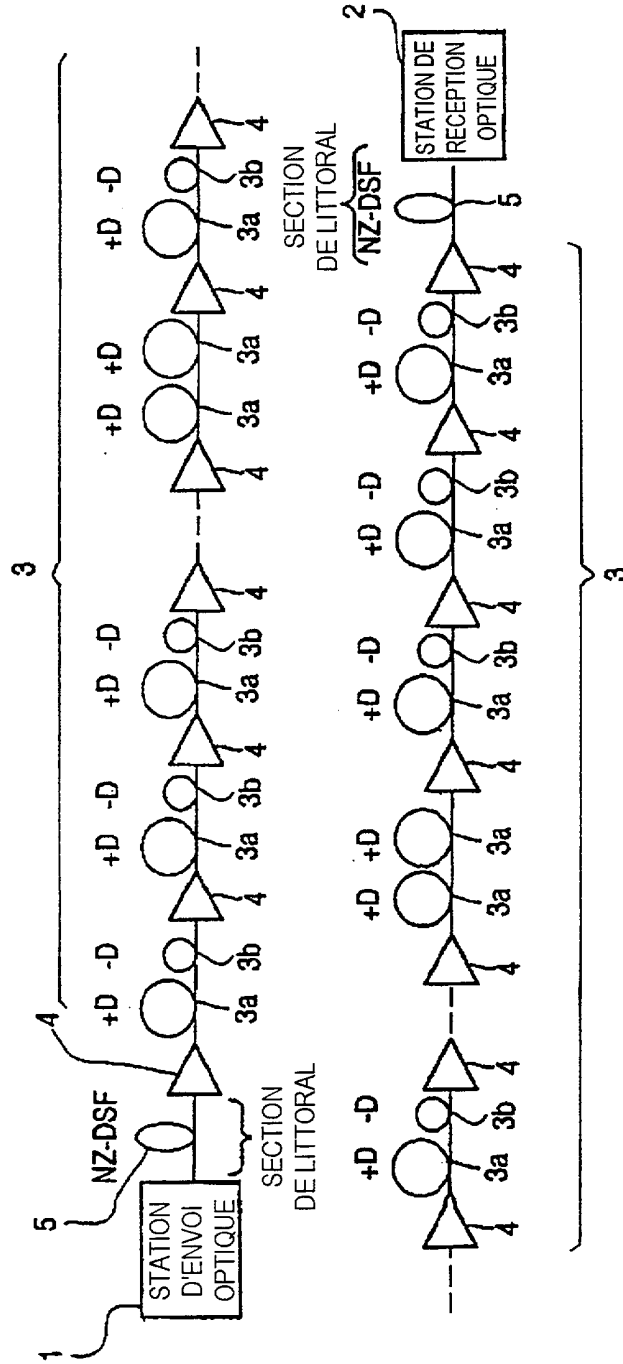 3
1
5
NZ-DSF
4
+D -D +D -D +D -D +D +D +D -D
STATION
D'ENVOI
OPTIQUE
3a 3b 4 3a 3b 4 3a 3b 4 4 3a 3a 4 3a 3b 4
SECTION
DE LITTORAL
SECTION
DE LITTORAL
NZ-DSF
2
+D -D +D +D +D -D +D -D +D -D
STATION DE
RECEPTION
OPTIQUE
4 3a 3b 4 4 3a 3a 4 3a 3b 4 3a 3b 4 3a 3b 4 5
3